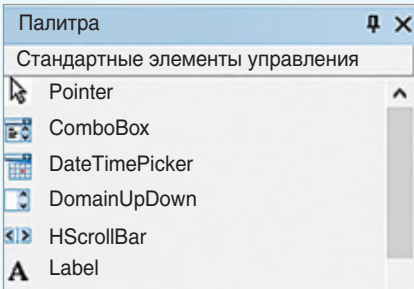 Палитра
Стандартные элементы управления
Pointer
ComboBox
DateTimePicker
DomainUpDown
HScrollBar
Label